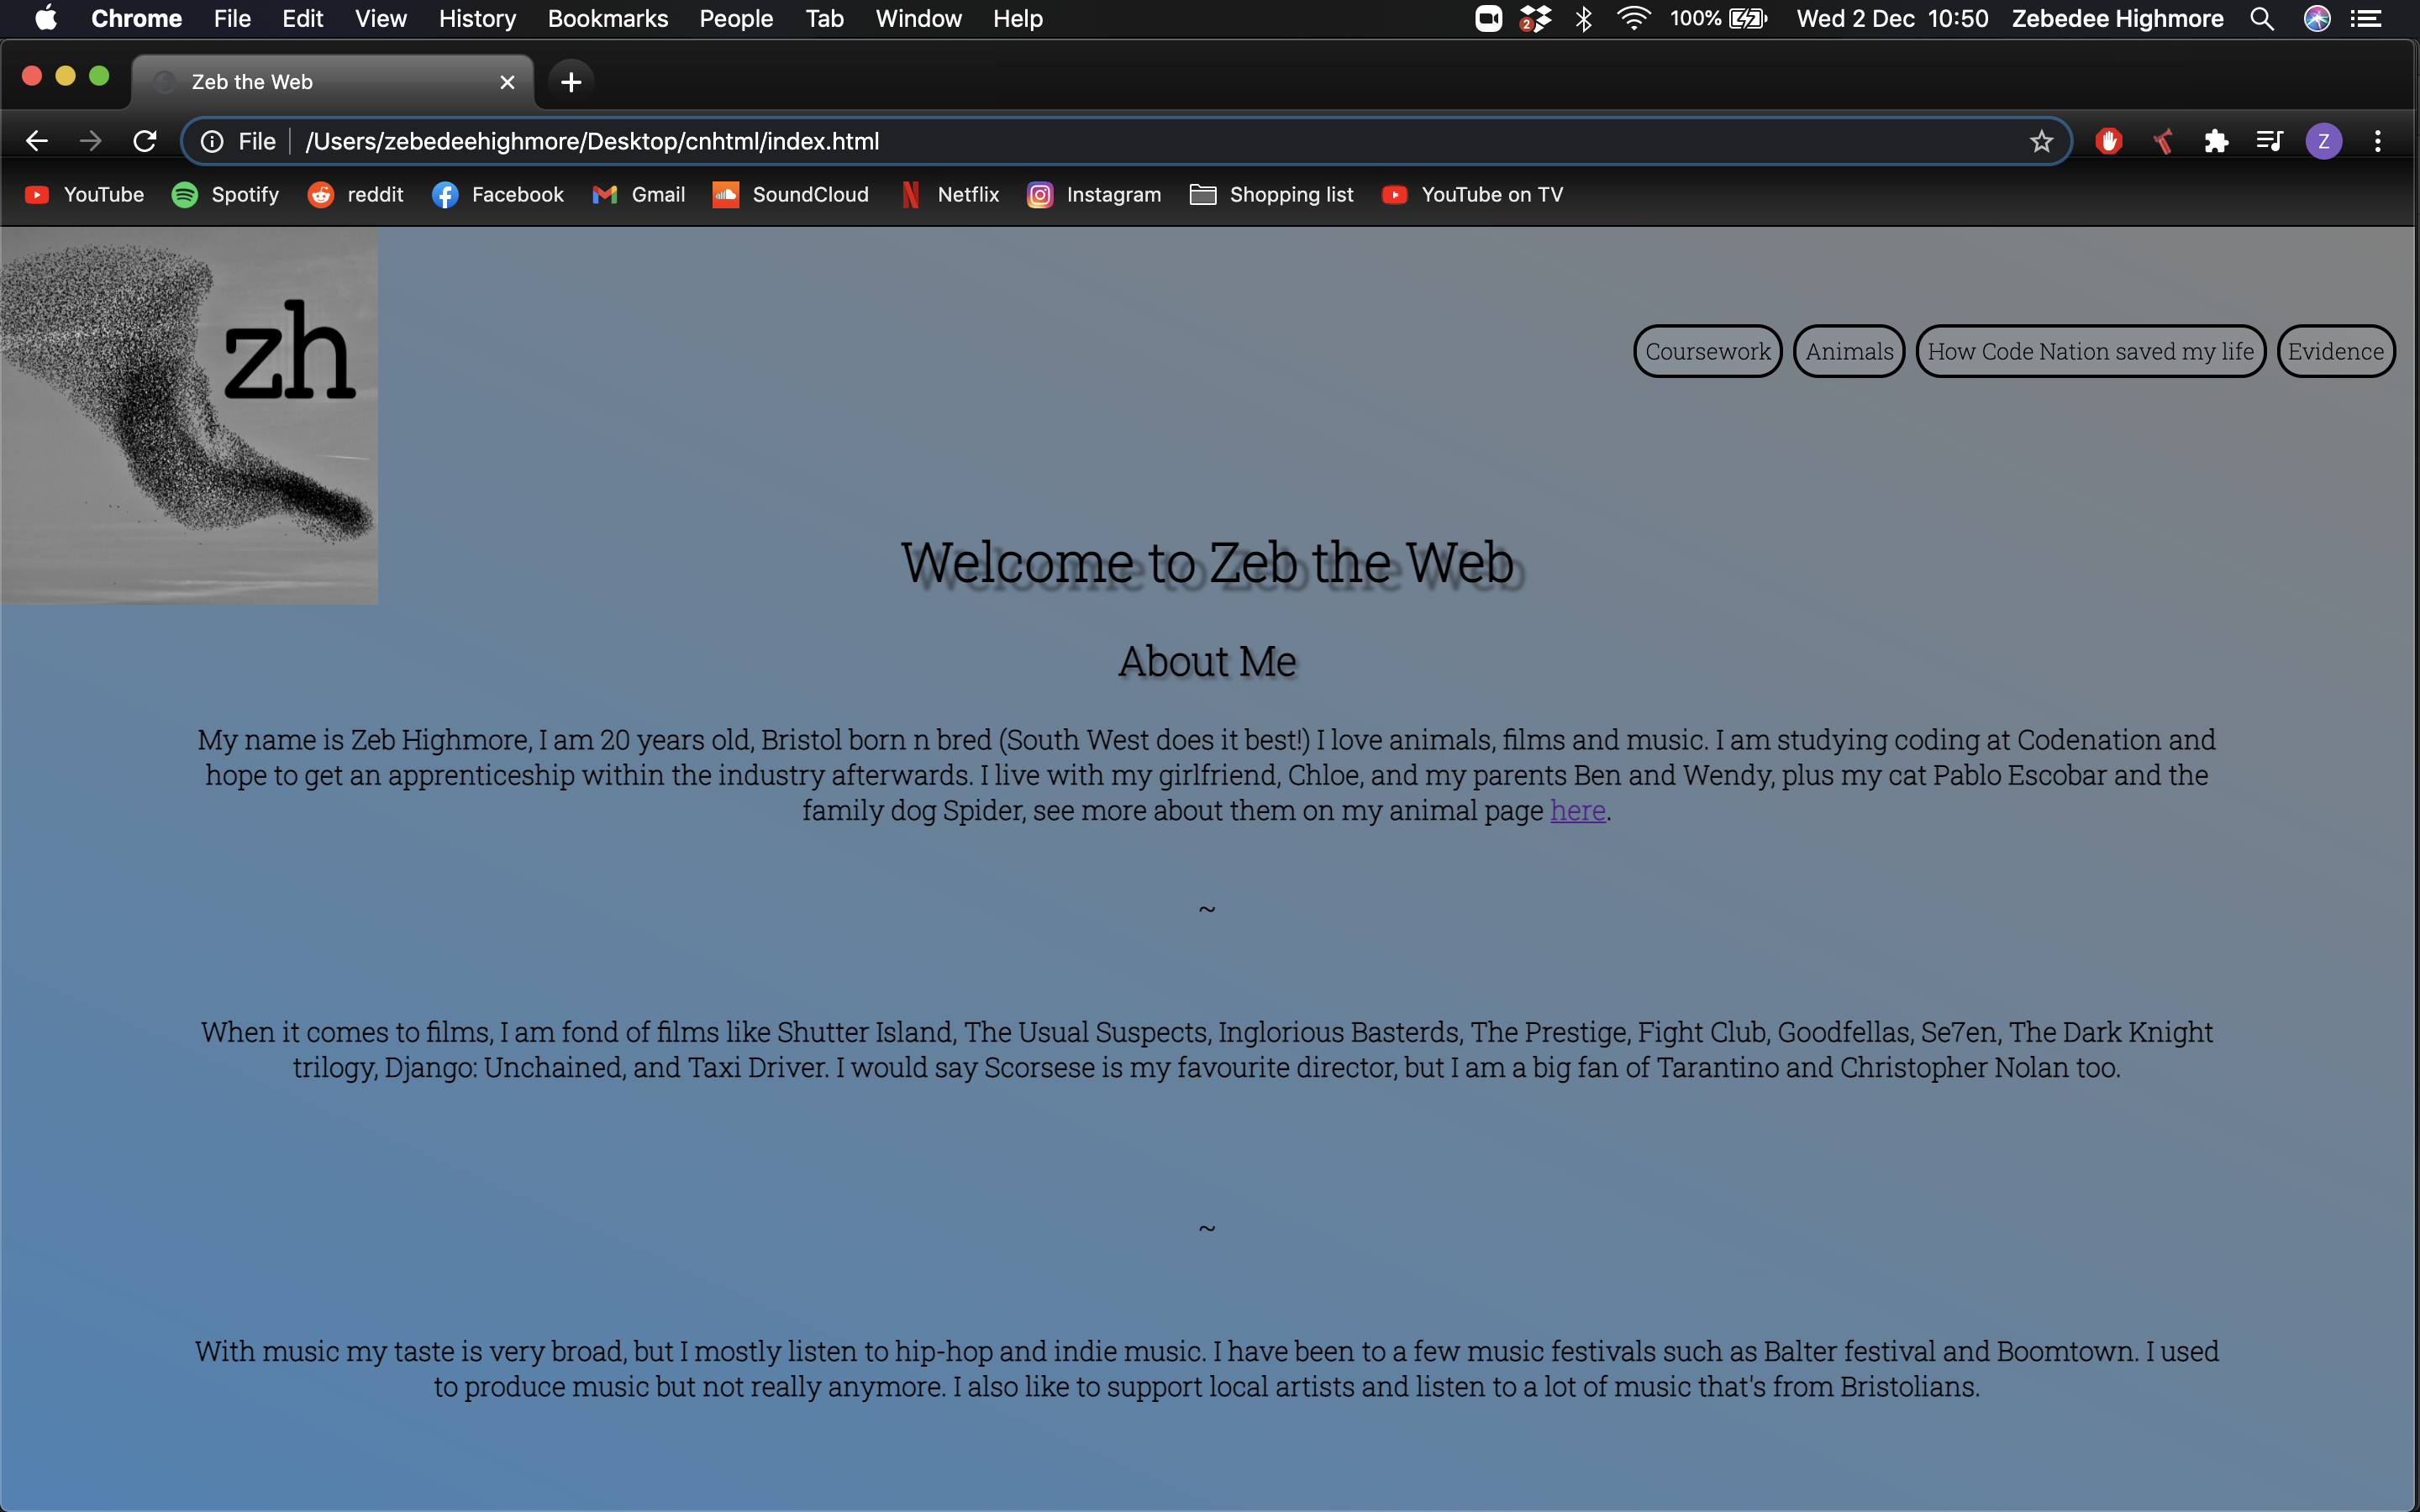 Chrome File Edit View History Bookmarks People Tab Window Help 2 100% Wed 2 Dec 10:50 Zebedee Highmore
Zeb the Web
File /Users/zebedeehighmore/Desktop/cnhtml/index.html Z
YouTube Spotify reddit Facebook Gmail SoundCloud Netflix Instagram Shopping list YouTube on TV
zh
Coursework Animals How Code Nation saved my life Evidence
Welcome to Zeb the Web
About Me
My name is Zeb Highmore, I am 20 years old, Bristol born n bred (South West does it best!) I love animals, films and music. I am studying coding at Codenation and
hope to get an apprenticeship within the industry afterwards. I live with my girlfriend, Chloe, and my parents Ben and Wendy, plus my cat Pablo Escobar and the
family dog Spider, see more about them on my animal page here.
~
When it comes to films, I am fond of films like Shutter Island, The Usual Suspects, Inglorious Basterds, The Prestige, Fight Club, Goodfellas, Se7en, The Dark Knight
trilogy, Django: Unchained, and Taxi Driver. I would say Scorsese is my favourite director, but I am a big fan of Tarantino and Christopher Nolan too.
~
With music my taste is very broad, but I mostly listen to hip-hop and indie music. I have been to a few music festivals such as Balter festival and Boomtown. I used
to produce music but not really anymore. I also like to support local artists and listen to a lot of music that's from Bristolians.